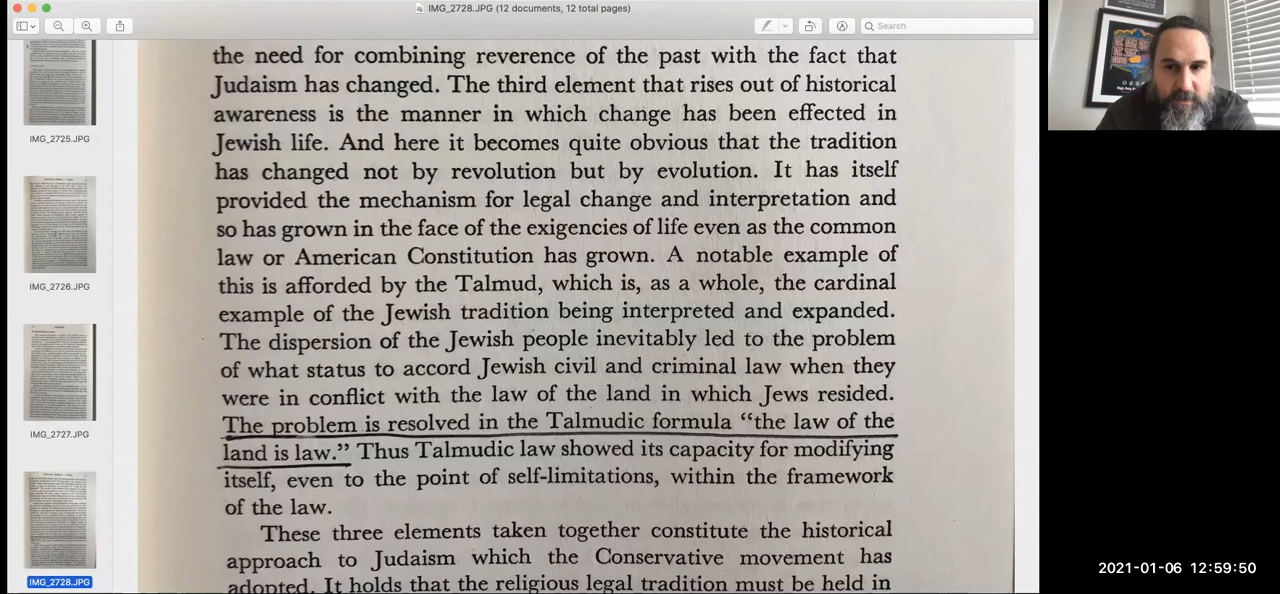 IMG_2728.JPG (12 documents, 12 total pages)
Search
IMG_2725.JPG
IMG_2726.JPG
IMG_2727.JPG
IMG_2728.JPG
he need for combining reverence of the past with the fact that
Judaism has changed. The third element that rises out of historical
awareness is the manner in which change has been effected in
Jewish life. And here it becomes quite obvious that the tradition
has changed not by revolution but by evolution. It has itself
provided the mechanism for legal change and interpretation and
so has grown in the face of the exigencies of life even as the common
law or American Constitution has grown. A notable example of
this is afforded by the Talmud, which is, as a whole, the cardinal
example of the Jewish tradition being interpreted and expanded.
The dispersion of the Jewish people inevitably led to the problem
of what status to accord Jewish civil and criminal law when they
were in conflict with the law of the land in which Jews resided.
The problem is resolved in the Talmudic formula “the law of the
land is law.” Thus Talmudic law showed its capacity for modifying
itself, even to the point of self-limitations, within the framework
of the law.
These three elements taken together constitute the historical
approach to Judaism which the Conservative movement has
adopted. It holds that the religious legal tradition must be held in
2021-01-06 12:59:50